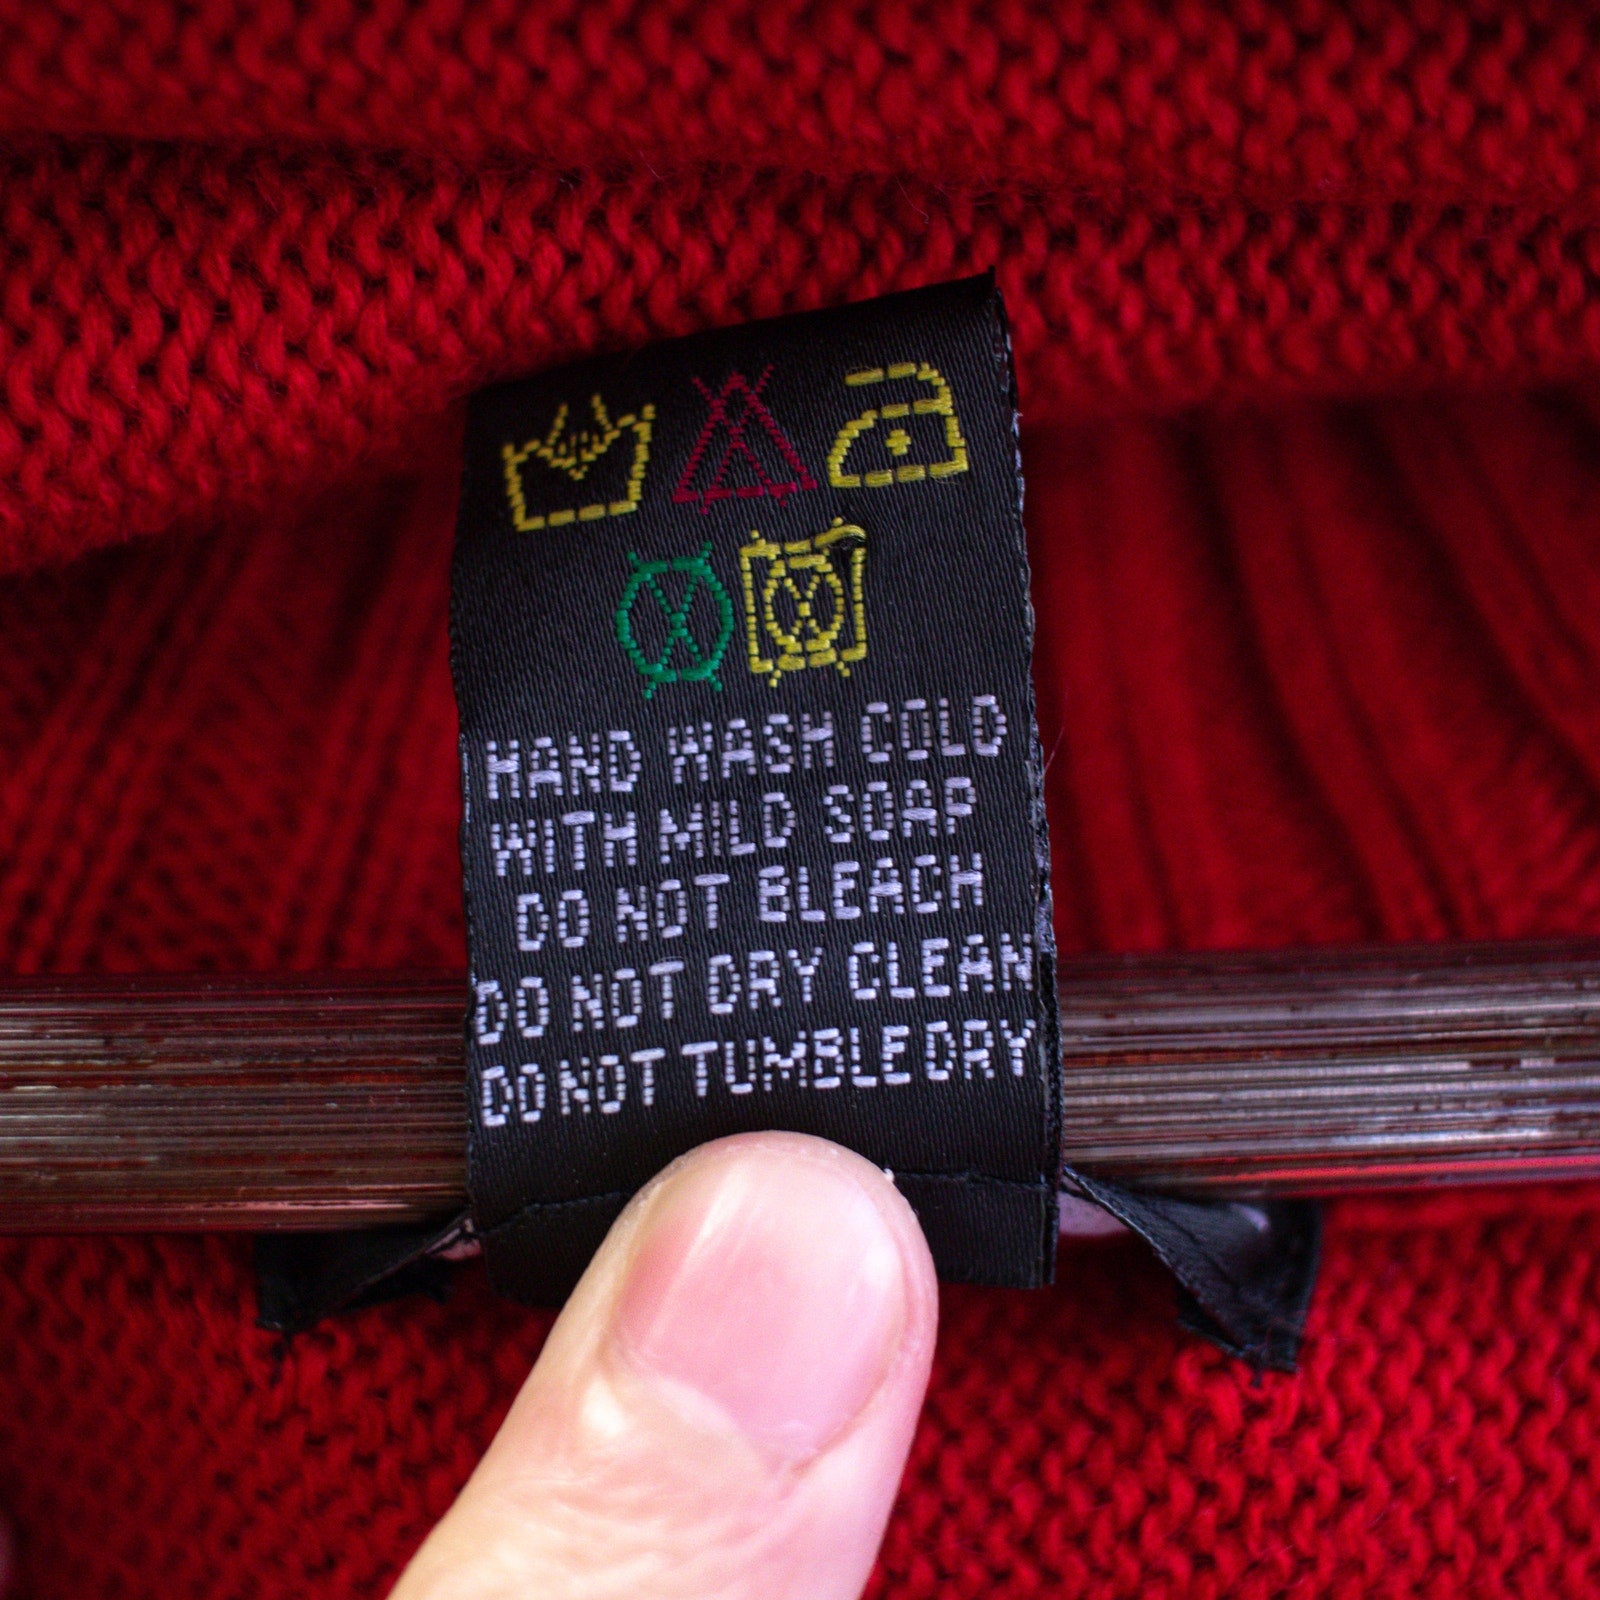 HAND WASH COLD
WITH MILD SOAP
DO NOT BLEACH
DO NOT DRY CLEAN
DO NOT TUMBLE DRY